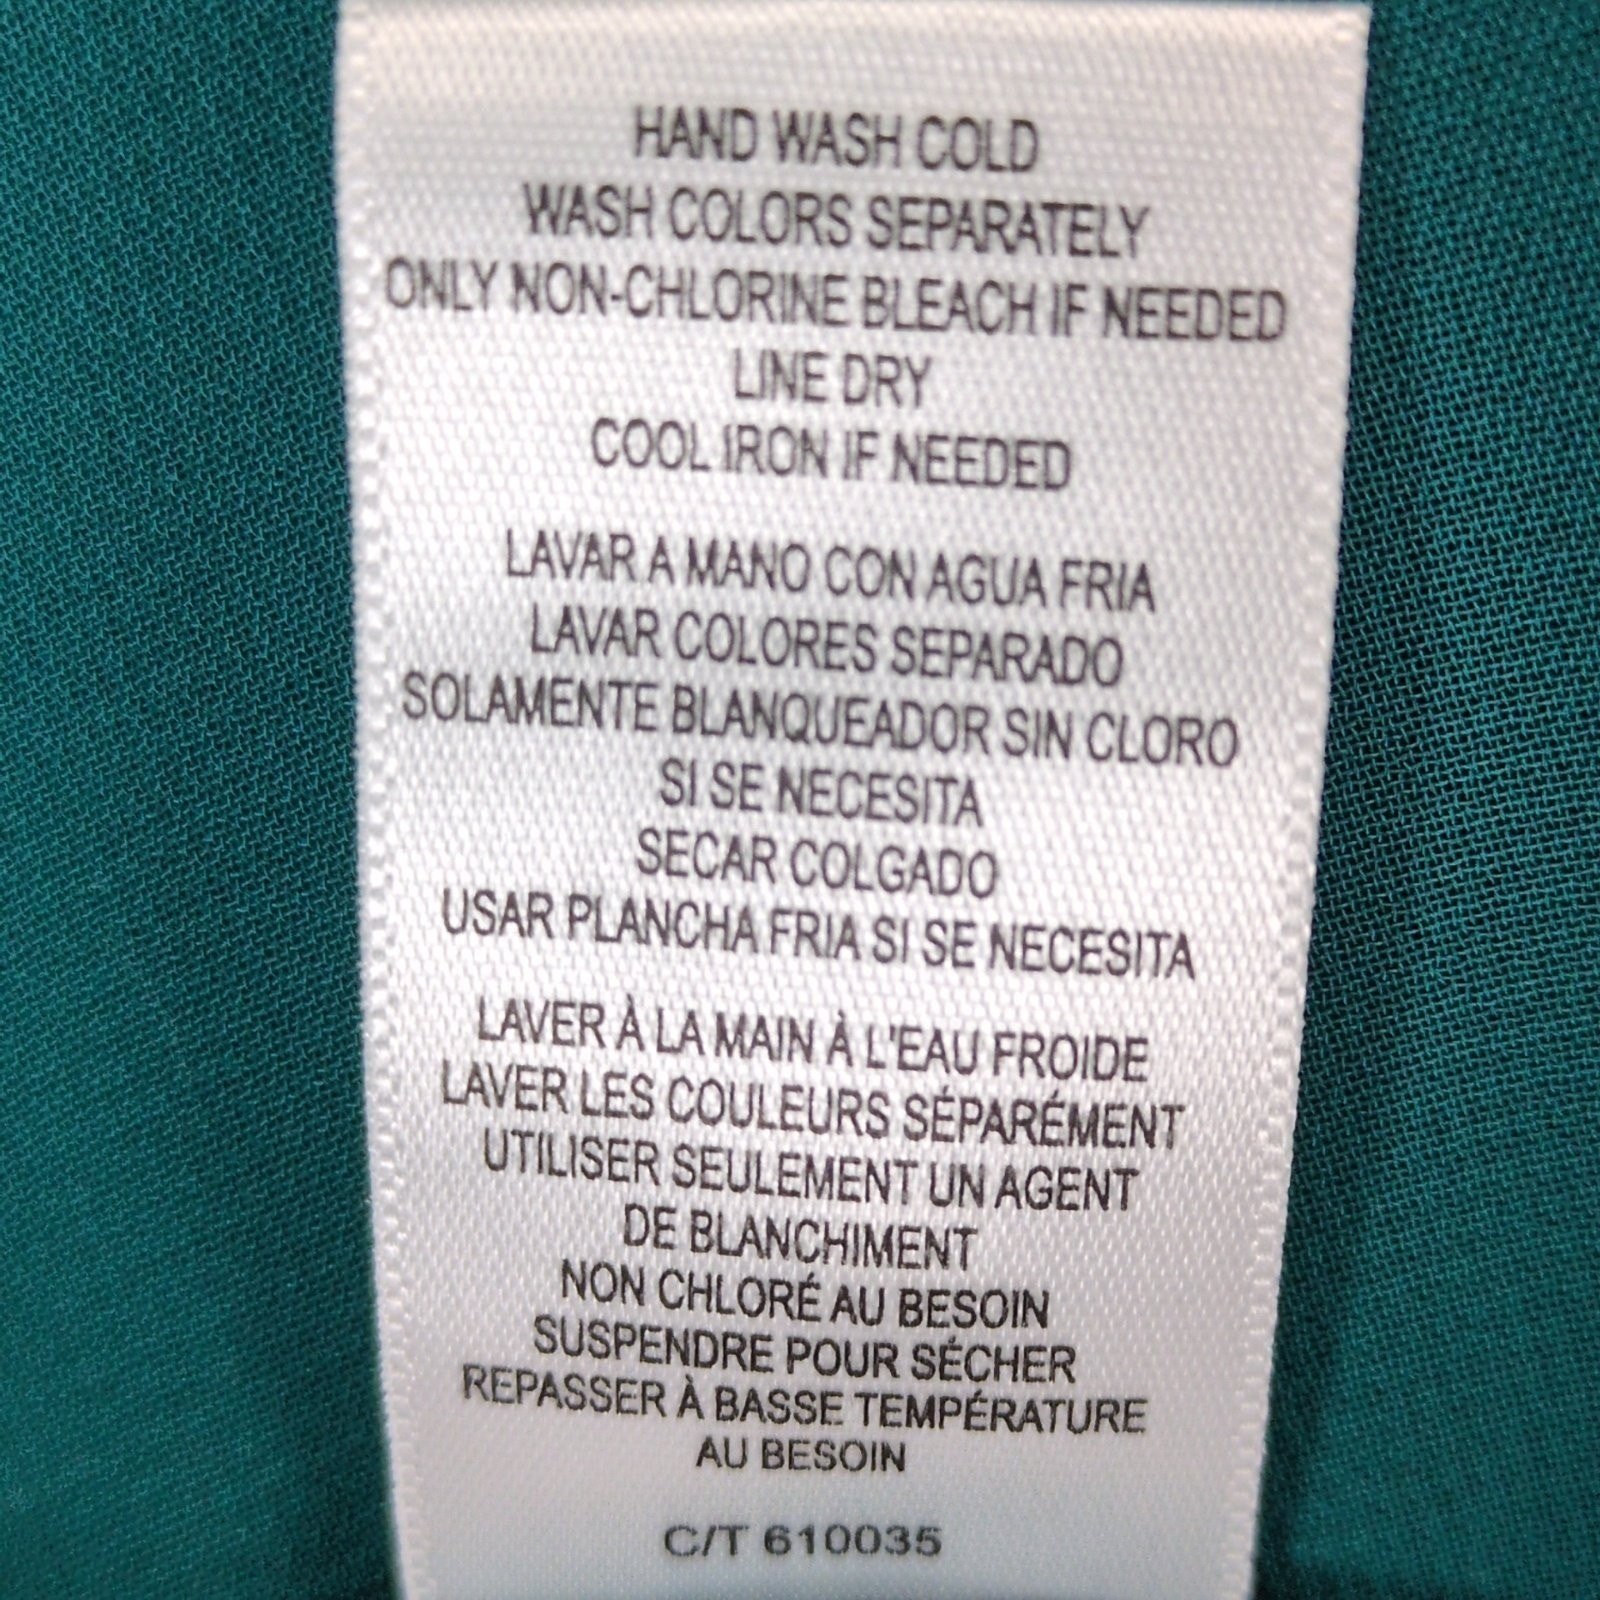 HAND WASH COLD
WASH COLORS SEPARATELY
ONLY NON-CHLORINE BLEACH IF NEEDED
LINE DRY
COOL IRON IF NEEDED
LAVAR A MANO CON AGUA FRIA
LAVAR COLORES SEPARADO
SOLAMENTE BLANQUEADOR SIN CLORO
SI SE NECESITA
SECAR COLGADO
USAR PLANCHA FRIA SI SE NECESITA
LAVER À LA MAIN À L'EAU FROIDE
LAVER LES COULEURS SÉPARÉMENT
UTILISER SEULEMENT UN AGENT
DE BLANCHIMENT
NON CHLORÉ AU BESOIN
SUSPENDRE POUR SÉCHER
REPASSER À BASSE TEMPÉRATURE
AU BESOIN
C/T 610035